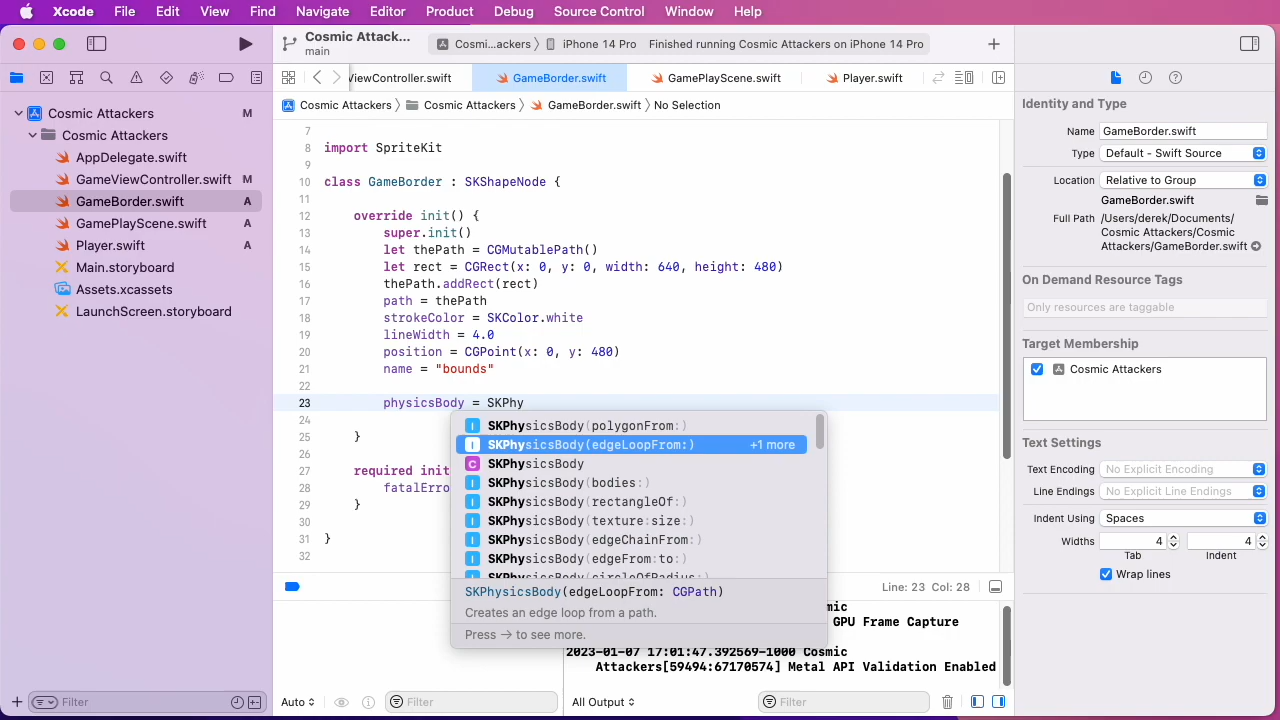 Xcode File Edit View Find Navigate Editor Product Debug Source Control Window Help
Cosmic Attack...
main
Cosmi...ackers iPhone 14 Pro Finished running Cosmic Attackers on iPhone 14 Pro
ViewController.swift GameBorder.swift GamePlayScene.swift Player.swift
Cosmic Attackers Cosmic Attackers GameBorder.swift No Selection
Cosmic Attackers M
Cosmic Attackers
AppDelegate.swift
GameViewController.swift M
GameBorder.swift A
GamePlayScene.swift A
Player.swift A
Main.storyboard
Assets.xcassets
LaunchScreen.storyboard
Filter
7
8 import SpriteKit
9
10 class GameBorder : SKShapeNode {
11
12 override init() {
13 super.init()
14 let thePath = CGMutablePath()
15 let rect = CGRect(x: 0, y: 0, width: 640, height: 480)
16 thePath.addRect(rect)
17 path = thePath
18 strokeColor = SKColor.white
19 lineWidth = 4.0
20 position = CGPoint(x: 0, y: 480)
21 name = "bounds"
22
23 physicsBody = SKPhy
24
25 }
26
27 required init
28 fatalErro
29 }
30
31 }
32
SKPhysicsBody(polygonFrom:)
SKPhysicsBody(edgeLoopFrom:) +1 more
SKPhysicsBody
SKPhysicsBody(bodies:)
SKPhysicsBody(rectangleOf:)
SKPhysicsBody(texture:size:)
SKPhysicsBody(edgeChainFrom:)
SKPhysicsBody(edgeFrom:to:)
SKPhysicsBody(circleOfRadius:)
SKPhysicsBody(edgeLoopFrom: CGPath)
Creates an edge loop from a path.
Press → to see more.
Line: 23 Col: 28
GPU Frame Capture
2023-01-07 17:01:47.392569-1000 Cosmic
Attackers[59494:67170574] Metal API Validation Enabled
Auto Filter All Output Filter
Identity and Type
Name GameBorder.swift
Type Default - Swift Source
Location Relative to Group
GameBorder.swift
Full Path /Users/derek/Documents/
Cosmic Attackers/Cosmic
Attackers/GameBorder.swift
On Demand Resource Tags
Only resources are taggable
Target Membership
Cosmic Attackers
Text Settings
Text Encoding No Explicit Encoding
Line Endings No Explicit Line Endings
Indent Using Spaces
Widths 4 4
Tab Indent
Wrap lines